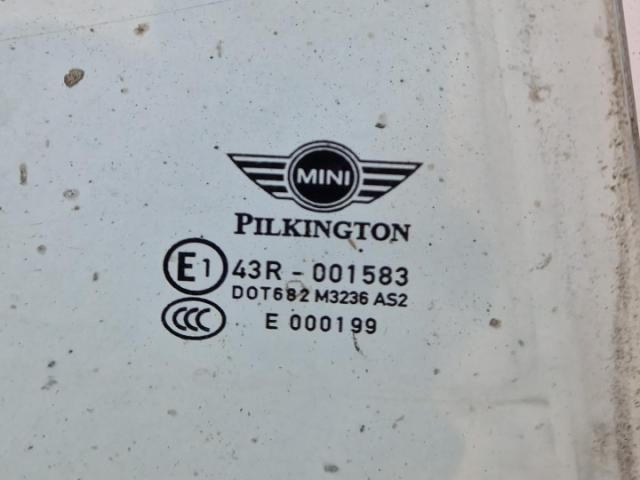 MINI
PILKINGTON
E1 43R - 001583
DOT682 M3236 AS2
CCC E 000199